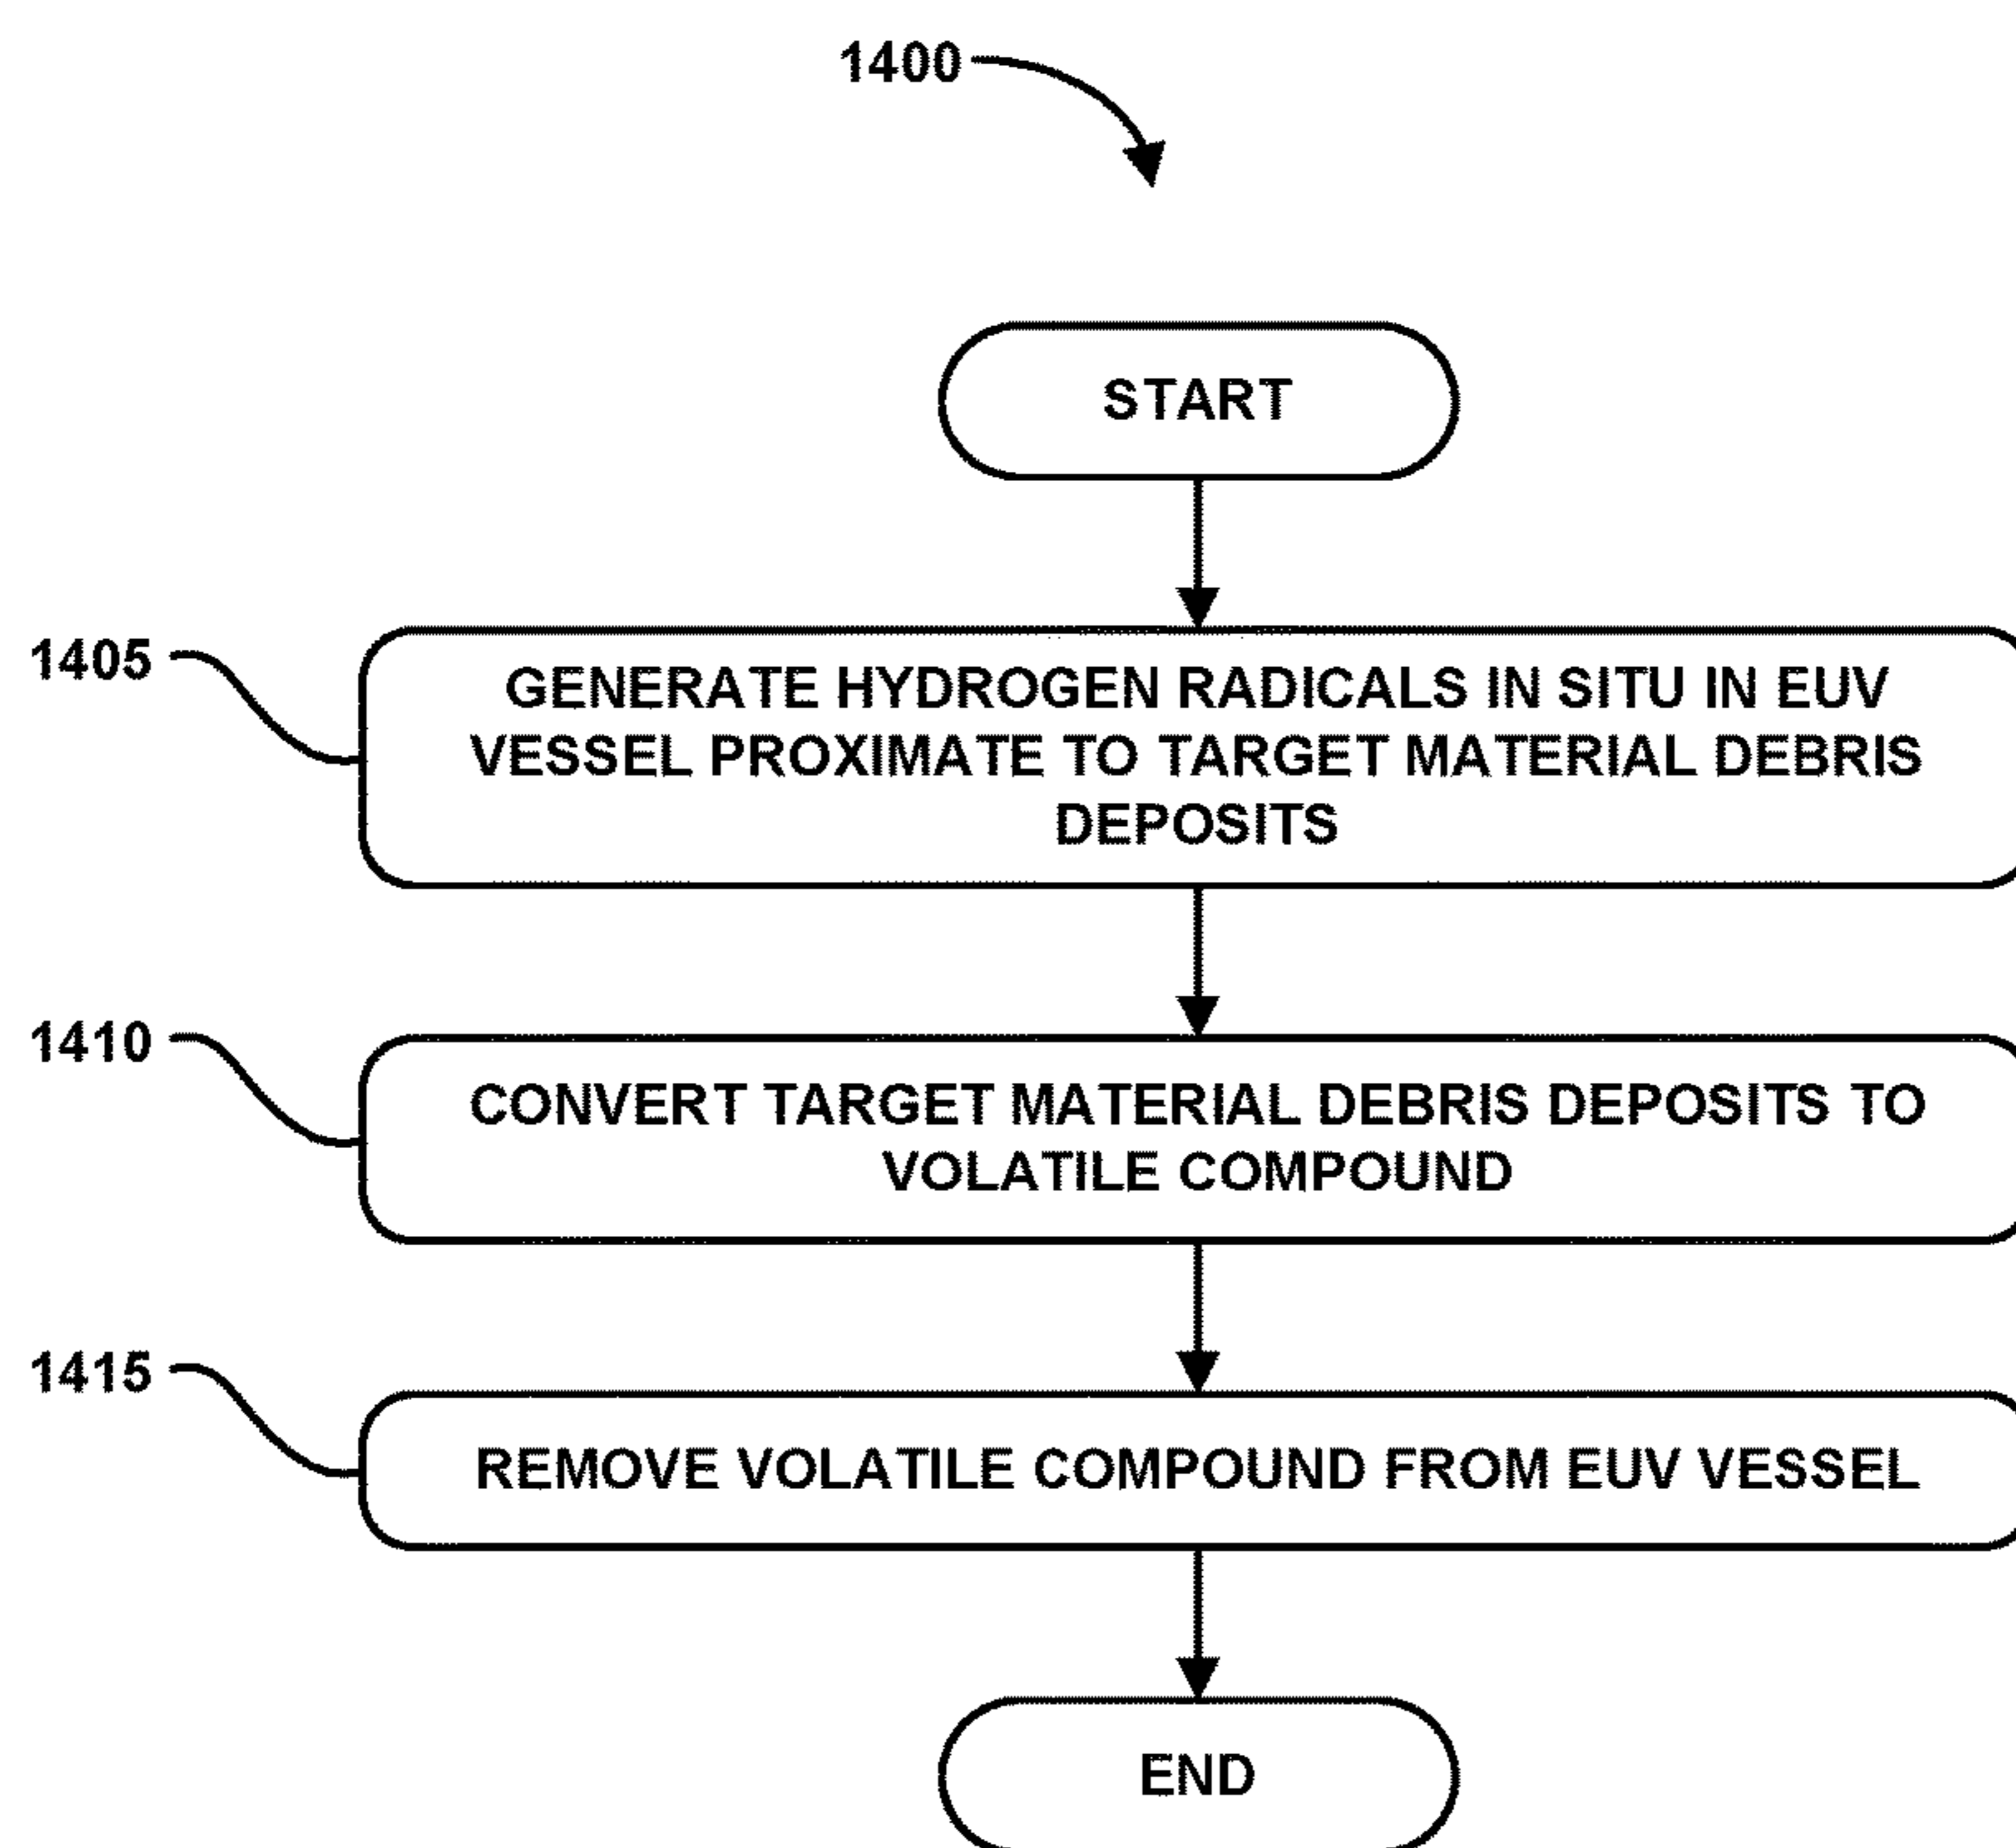 1400
START
1405
GENERATE HYDROGEN RADICALS IN SITU IN EUV
VESSEL PROXIMATE TO TARGET MATERIAL DEBRIS
DEPOSITS
1410
CONVERT TARGET MATERIAL DEBRIS DEPOSITS TO
VOLATILE COMPOUND
1415
REMOVE VOLATILE COMPOUND FROM EUV VESSEL
END